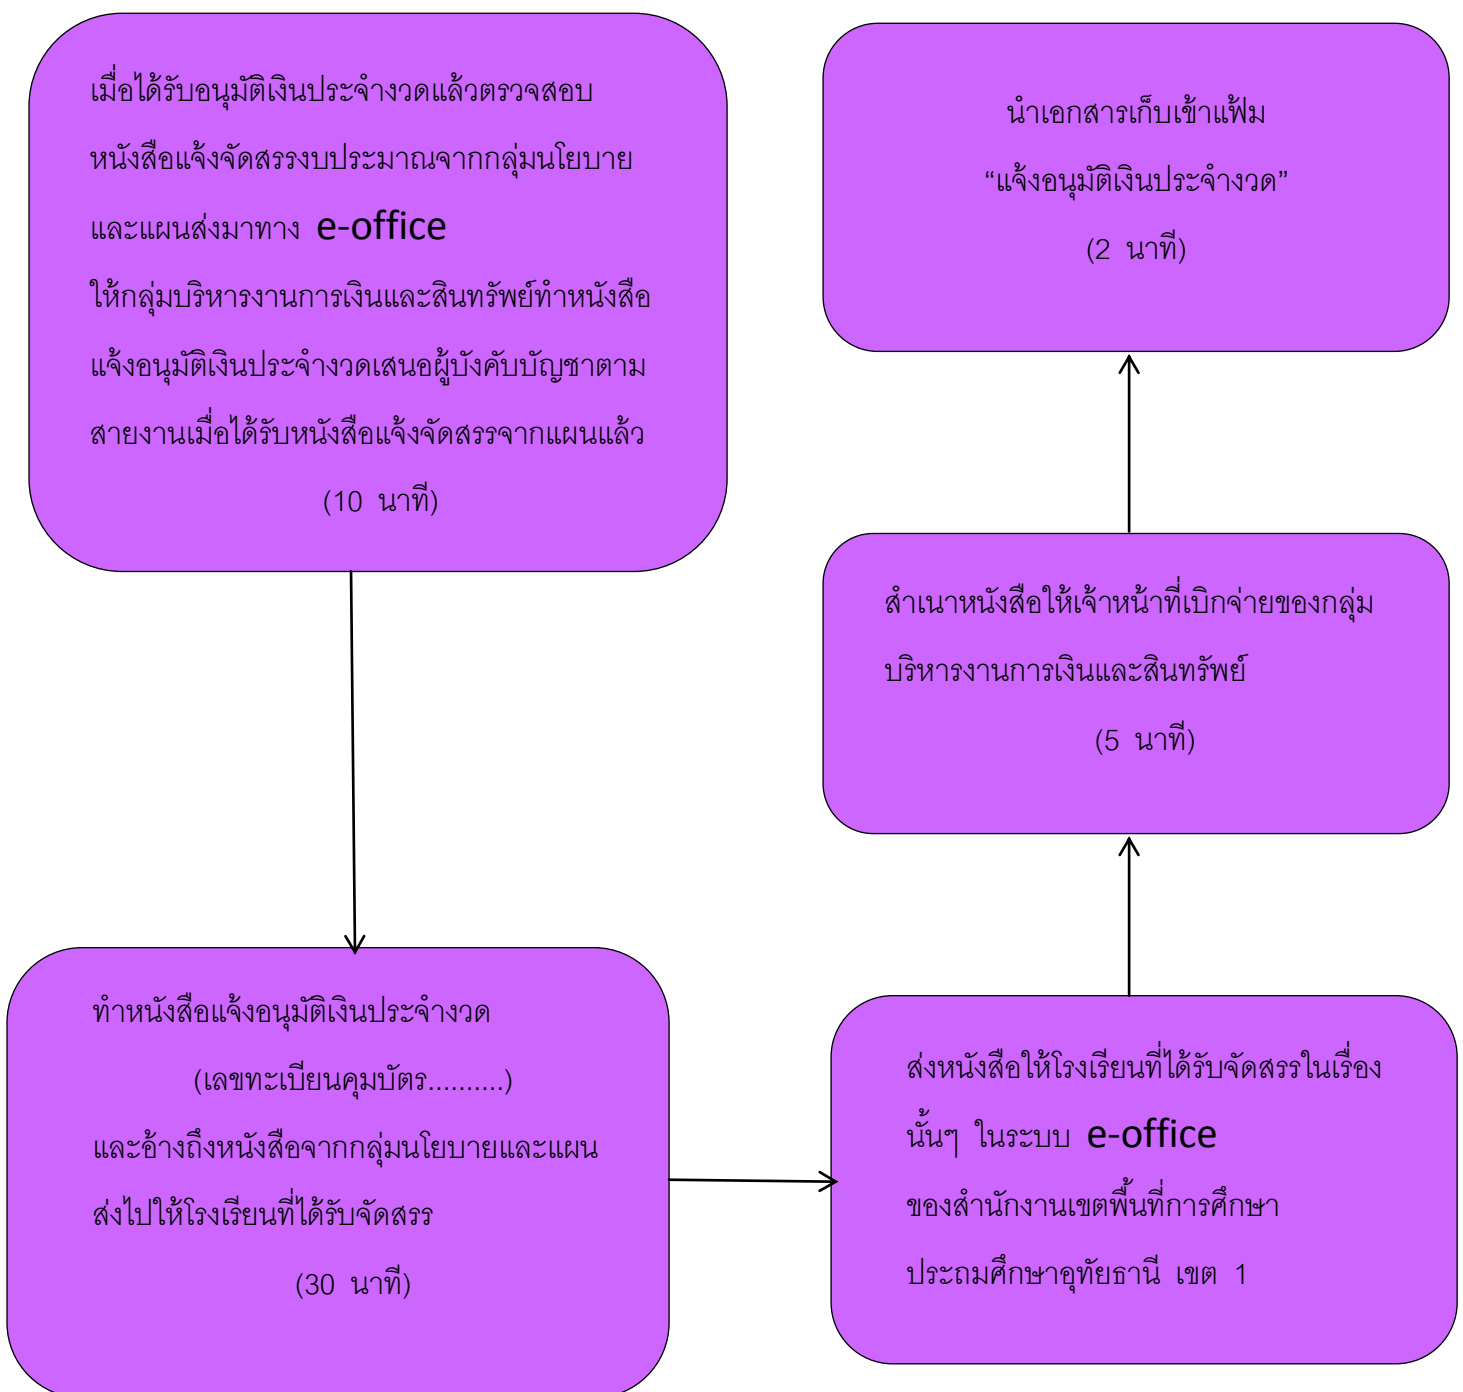 เมื่อได้รับอนุมัติเงินประจำงวดแล้วตรวจสอบ
หนังสือแจ้งจัดสรรงบประมาณจากกลุ่มนโยบาย
และแผนส่งมาทาง e-office
ให้กลุ่มบริหารงานการเงินและสินทรัพย์ทำหนังสือ
แจ้งอนุมัติเงินประจำงวดเสนอผู้บังคับบัญชาตาม
สายงานเมื่อได้รับหนังสือแจ้งจัดสรรจากแผนแล้ว
(10 นาที)
ทำหนังสือแจ้งอนุมัติเงินประจำงวด
(เลขทะเบียนคุมบัตร..........)
และอ้างถึงหนังสือจากกลุ่มนโยบายและแผน
ส่งไปให้โรงเรียนที่ได้รับจัดสรร
(30 นาที)
ส่งหนังสือให้โรงเรียนที่ได้รับจัดสรรในเรื่อง
นั้นๆ ในระบบ e-office
ของสำนักงานเขตพื้นที่การศึกษา
ประถมศึกษาอุทัยธานี เขต 1
สำเนาหนังสือให้เจ้าหน้าที่เบิกจ่ายของกลุ่ม
บริหารงานการเงินและสินทรัพย์
(5 นาที)
นำเอกสารเก็บเข้าแฟ้ม
“แจ้งอนุมัติเงินประจำงวด”
(2 นาที)